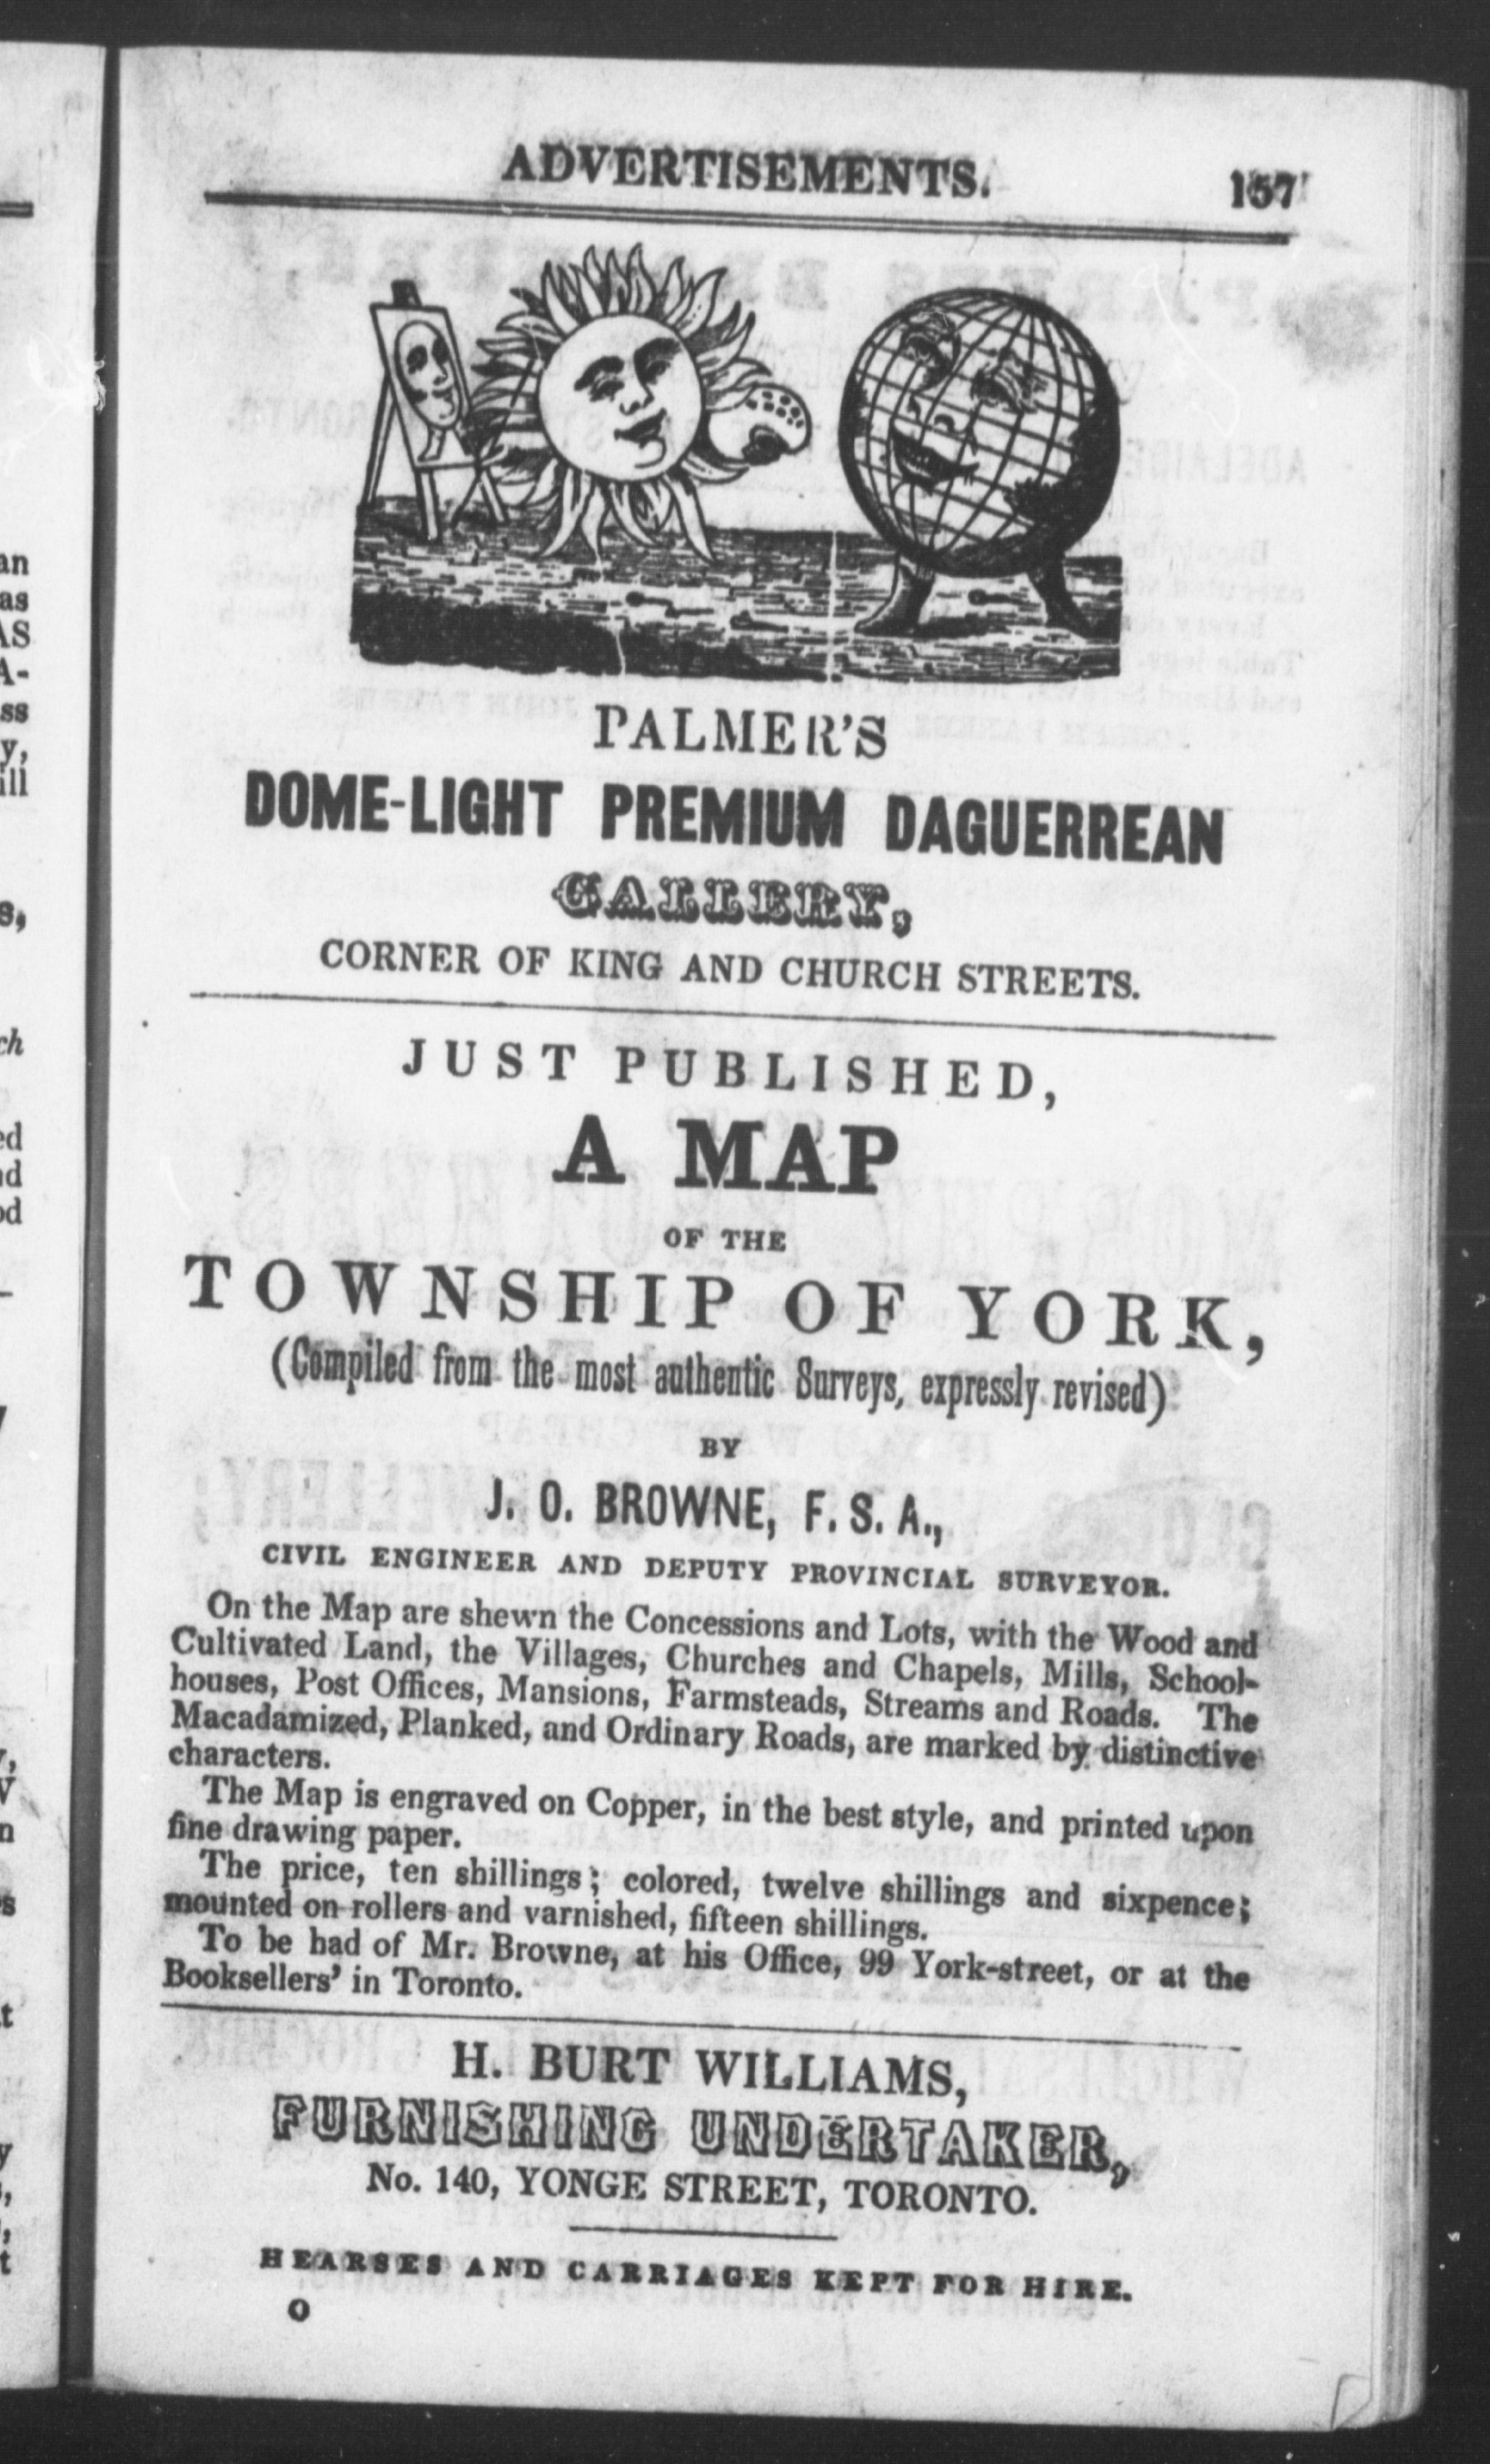 ADVERTISEMENTS. 157
PALMER'S
DOME-LIGHT PREMIUM DAGUERREAN
GALLERY,
CORNER OF KING AND CHURCH STREETS.
JUST PUBLISHED,
A MAP
OF THE
TOWNSHIP OF YORK,
(Compiled from the most authentic Surveys, expressly revised)
BY
J. O. BROWNE, F. S. A.,
CIVIL ENGINEER AND DEPUTY PROVINCIAL SURVEYOR.
On the Map are shewn the Concessions and Lots, with the Wood and
Cultivated Land, the Villages, Churches and Chapels, Mills, School-
houses, Post Offices, Mansions, Farmsteads, Streams and Roads. The
Macadamized, Planked, and Ordinary Roads, are marked by distinctive
characters.
The Map is engraved on Copper, in the best style, and printed upon
fine drawing paper.
The price, ten shillings; colored, twelve shillings and sixpence;
mounted on rollers and varnished, fifteen shillings.
To be had of Mr. Browne, at his Office, 99 York-street, or at the
Booksellers' in Toronto.
H. BURT WILLIAMS,
FURNISHING UNDERTAKER,
No. 140, YONGE STREET, TORONTO.
HEARSES AND CARRIAGES KEPT FOR HIRE.
O